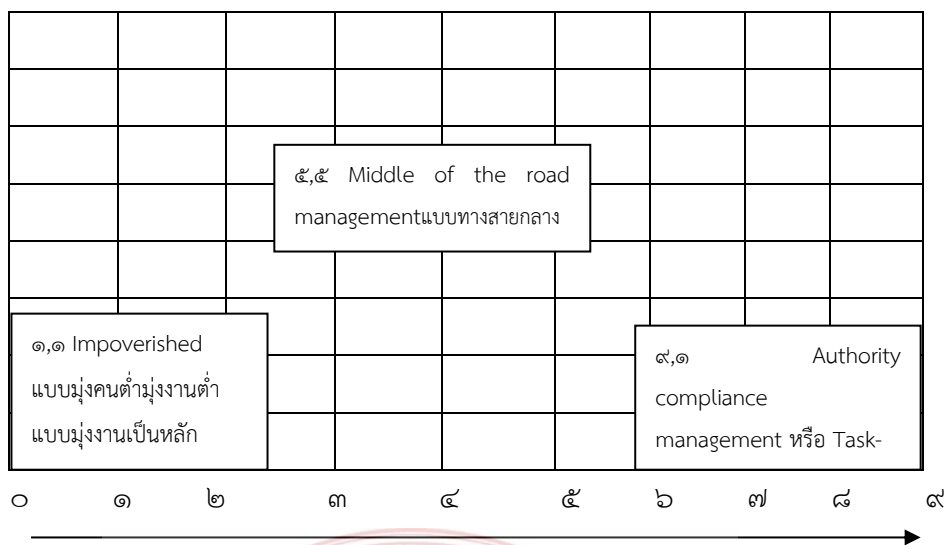 ๕,๕ Middle of the road
managementแบบทางสายกลาง
๑,๑ Impoverished
แบบมุ่งคนต่ำมุ่งงานต่ำ
แบบมุ่งงานเป็นหลัก
๙,๑ Authority
compliance
management หรือ Task-
๐ ๑ ๒ ๓ ๔ ๕ ๖ ๗ ๘ ๙